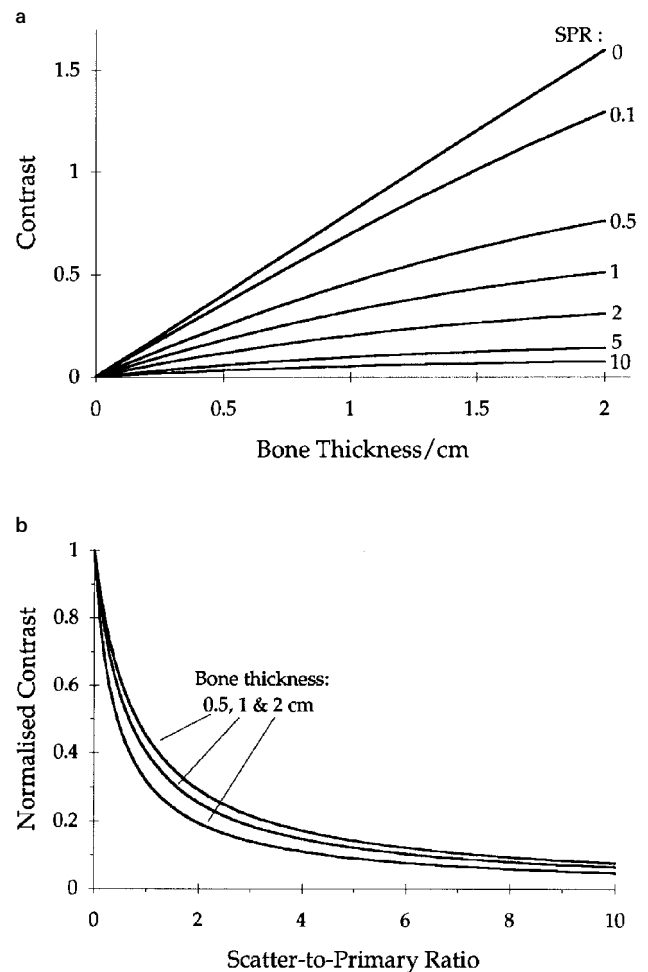 a
SPR :
0
0.1
0.5
1
2
5
10
Contrast
1.5
1
0.5
0
0 0.5 1 1.5 2
Bone Thickness/cm
b
Normalised Contrast
1
0.8
0.6
0.4
0.2
0
Bone thickness:
0.5, 1 & 2 cm
0 2 4 6 8 10
Scatter-to-Primary Ratio